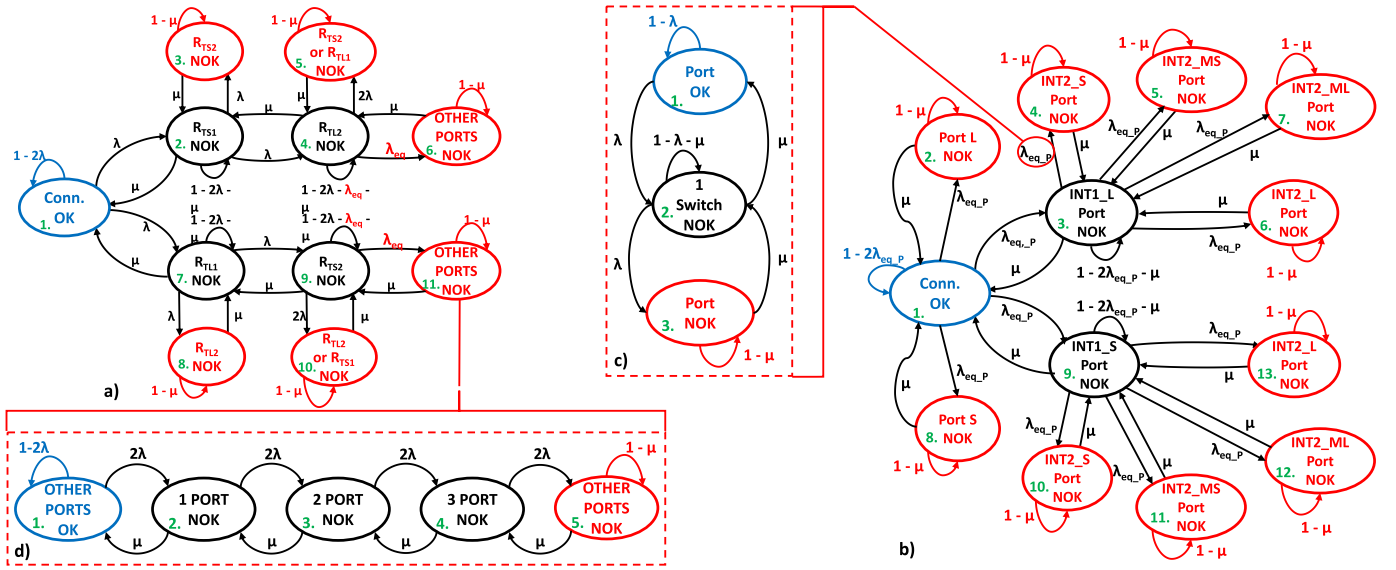 1 - μ
R_TS2
3. NOK
1 - μ
R_TS2
or R_TL1
5. NOK
μ
λ
μ
2λ
1 - μ
R_TS1
2. NOK
μ
λ
R_TL2
4. NOK
μ
λ_eq
OTHER
PORTS
6. NOK
1 - 2λ
Conn.
1. OK
λ
μ
1 - 2λ -
μ
1 - 2λ - λ_eq -
μ
λ
μ
1 - 2λ -
μ
1 - 2λ - λ_eq -
μ
R_TL1
7. NOK
λ
μ
R_TS2
9. NOK
λ_eq
μ
1 - μ
OTHER
PORTS
11. NOK
λ
μ
2λ
μ
R_TL2
8. NOK
1 - μ
R_TL2
or R_TS1
10. NOK
1 - μ
a)
1 - λ
Port
OK
1.
λ
1 - λ - μ
μ
1
2. Switch
NOK
λ
μ
Port
3. NOK
1 - μ
c)
1 - μ
Port L
2. NOK
1 - μ
INT2_S
Port
4. NOK
1 - μ
INT2_MS
5. Port
NOK
1 - μ
INT2_ML
Port
7. NOK
λ_eq_P
μ
λ_eq_P
μ
λ_eq_P
μ
μ
λ_eq_P
INT1_L
Port
3. NOK
μ
λ_eq_P
INT2_L
6. Port
NOK
1 - μ
λ_eq,_P
μ
1 - 2λ_eq_P - μ
1 - 2λ_eq_P
Conn.
OK
1.
λ_eq_P
μ
1 - 2λ_eq_P - μ
INT1_S
9. Port
NOK
λ_eq_P
μ
1 - μ
INT2_L
Port
13. NOK
μ
λ_eq_P
Port S
8. NOK
1 - μ
λ_eq_P
μ
λ_eq_P
μ
λ_eq_P
μ
INT2_S
10. Port
NOK
1 - μ
INT2_MS
Port
11. NOK
1 - μ
INT2_ML
12. Port
NOK
1 - μ
b)
1-2λ
OTHER
PORTS
1. OK
2λ
μ
1 PORT
2. NOK
2λ
μ
2 PORT
3. NOK
2λ
μ
3 PORT
4. NOK
2λ
μ
1 - μ
OTHER
PORTS
5. NOK
d)